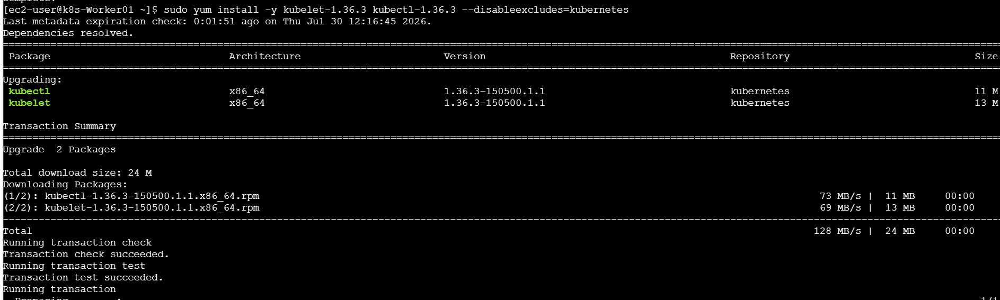 [ec2-user@k8s-Worker01 ~]$ sudo yum install -y kubelet-1.36.3 kubectl-1.36.3 --disableexcludes=kubernetes
Last metadata expiration check: 0:01:51 ago on Thu Jul 30 12:16:45 2026.
Dependencies resolved.
Package Architecture Version Repository Size
Upgrading:
kubectl x86_64 1.36.3-150500.1.1 kubernetes 11 M
kubelet x86_64 1.36.3-150500.1.1 kubernetes 13 M
Transaction Summary
Upgrade 2 Packages
Total download size: 24 M
Downloading Packages:
(1/2): kubectl-1.36.3-150500.1.1.x86_64.rpm 73 MB/s | 11 MB 00:00
(2/2): kubelet-1.36.3-150500.1.1.x86_64.rpm 69 MB/s | 13 MB 00:00
Total 128 MB/s | 24 MB 00:00
Running transaction check
Transaction check succeeded.
Running transaction test
Transaction test succeeded.
Running transaction
Preparing : 1/1